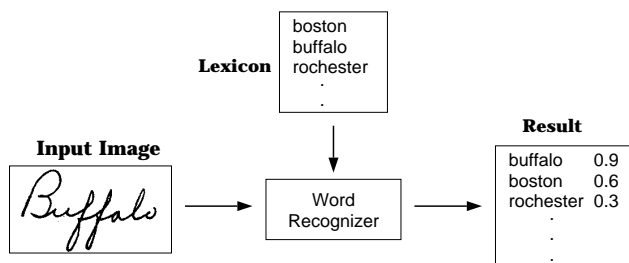 boston
buffalo
rochester
.
.
Lexicon
Input Image
Buffalo
Word
Recognizer
Result
buffalo 0.9
boston 0.6
rochester 0.3
.
.
.